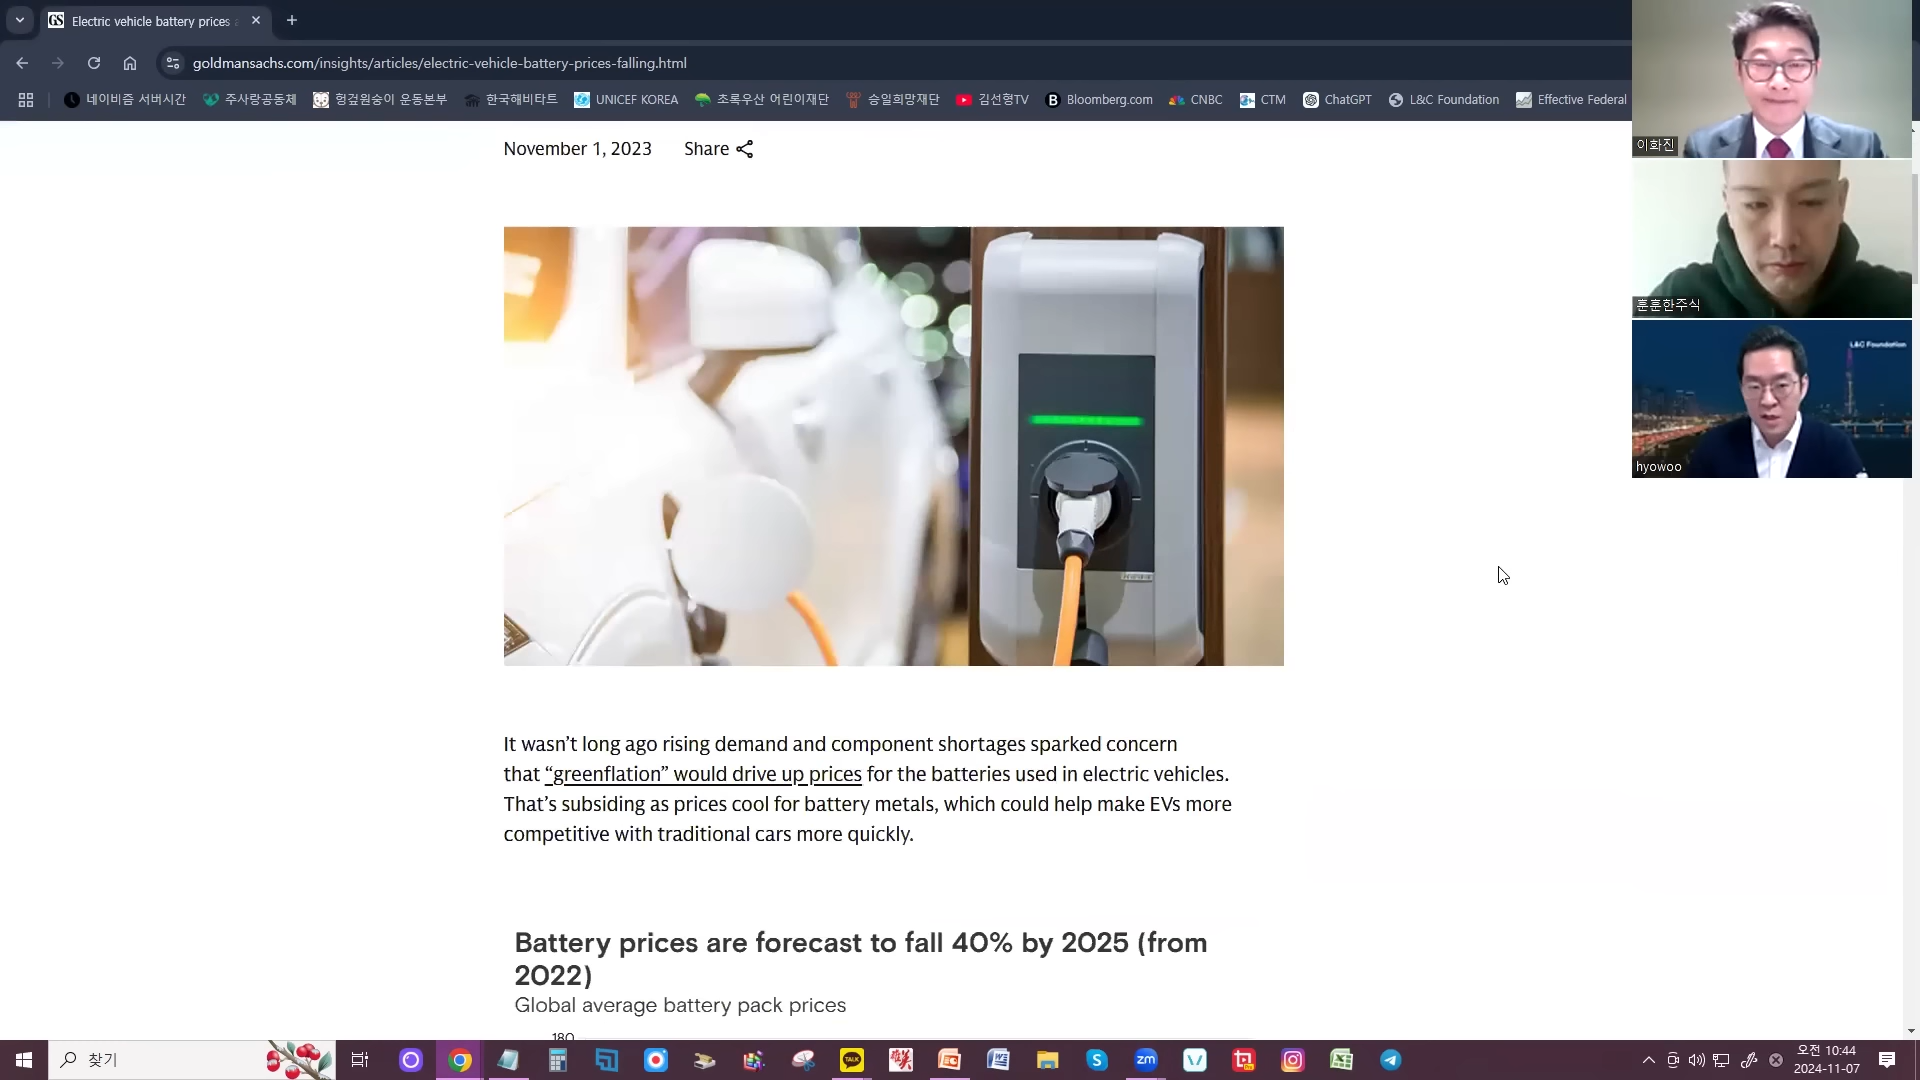 Electric vehicle battery prices
goldmansachs.com/insights/articles/electric-vehicle-battery-prices-falling.html
네이비즘 서버시간
주사랑공동체
헝겊원숭이 운동본부
한국해비타트
UNICEF KOREA
초록우산 어린이재단
승일희망재단
김선형TV
Bloomberg.com
CNBC
CTM
ChatGPT
L&C Foundation
Effective Federal
이화진
November 1, 2023
Share
훈훈한주식
L&C Foundation
hyowoo
It wasn’t long ago rising demand and component shortages sparked concern
that “greenflation” would drive up prices for the batteries used in electric vehicles.
That’s subsiding as prices cool for battery metals, which could help make EVs more
competitive with traditional cars more quickly.
Battery prices are forecast to fall 40% by 2025 (from
2022)
Global average battery pack prices
180
찾기
TALK
zm
오전 10:44
2024-11-07